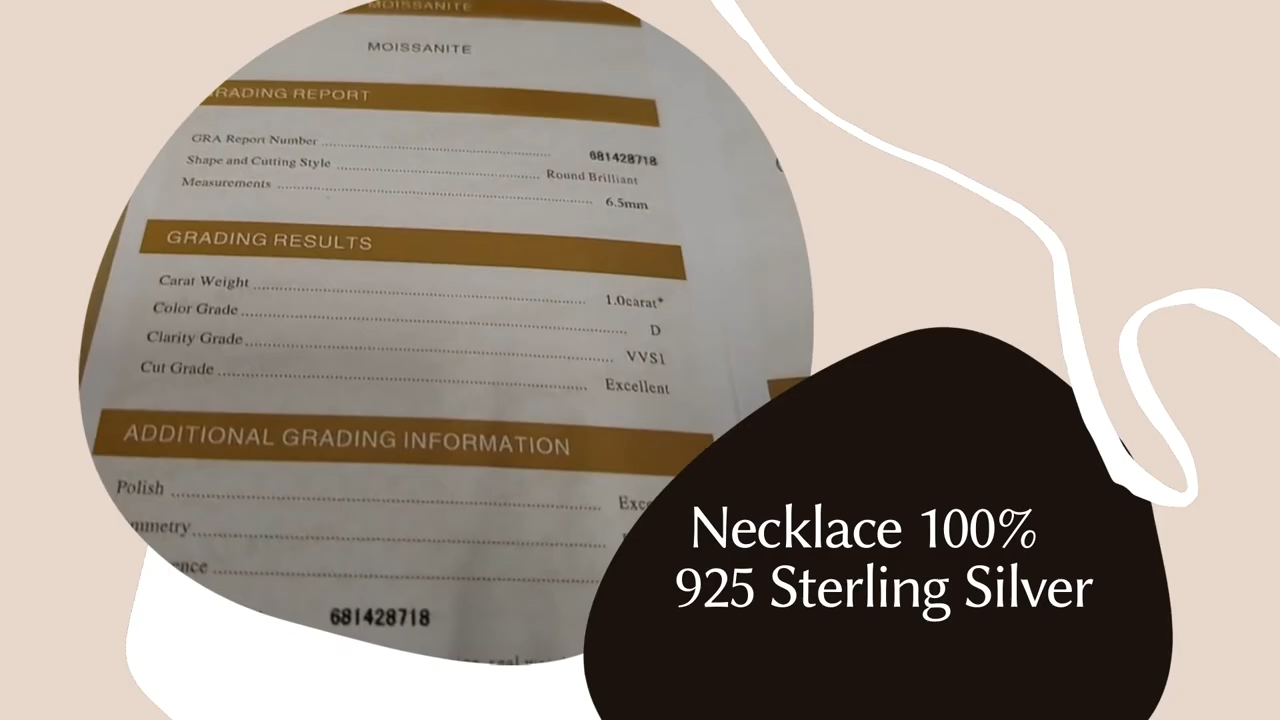 MOISSANITE
MOISSANITE
GRADING REPORT
GRA Report Number 681428718
Shape and Cutting Style Round Brilliant
Measurements 6.5mm
GRADING RESULTS
Carat Weight 1.0carat*
Color Grade D
Clarity Grade VVS1
Cut Grade Excellent
ADDITIONAL GRADING INFORMATION
Polish
681428718
Necklace 100%
925 Sterling Silver